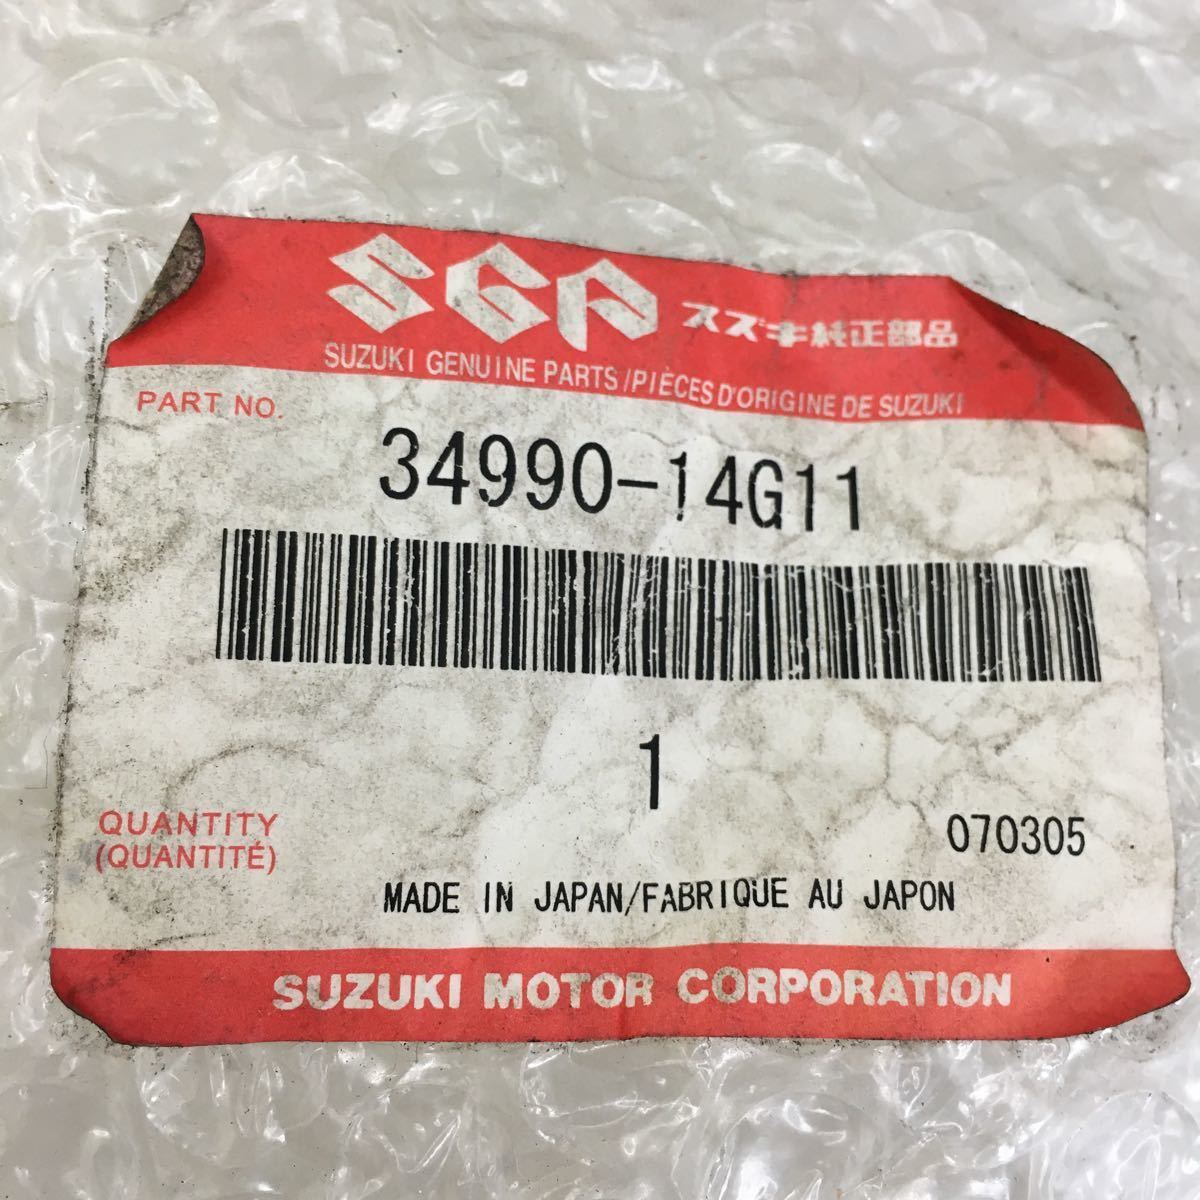 SGP スズキ純正部品
SUZUKI GENUINE PARTS/PIÈCES D'ORIGINE DE SUZUKI
PART NO.
34990-14G11
1
QUANTITY
(QUANTITÉ)
070305
MADE IN JAPAN/FABRIQUE AU JAPON
SUZUKI MOTOR CORPORATION